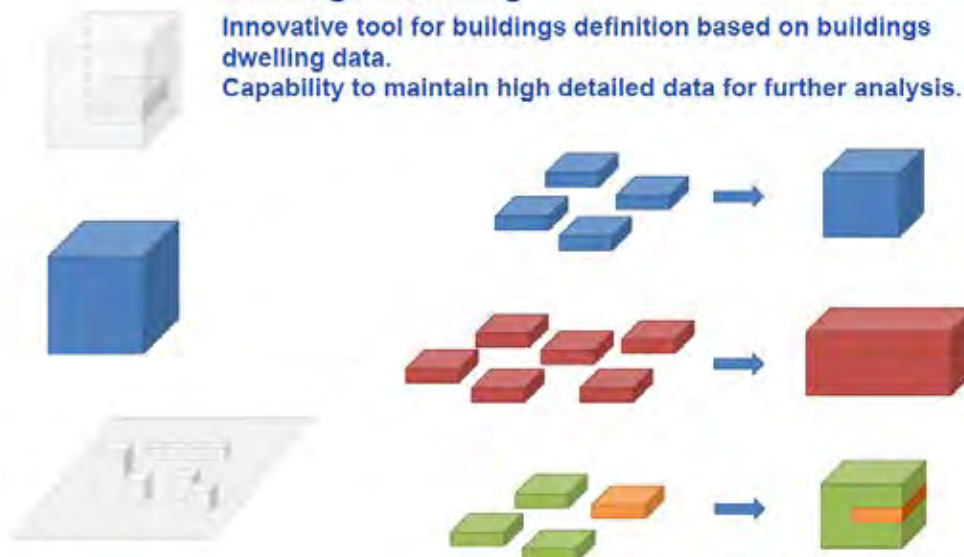 Innovative tool for buildings definition based on buildings
dwelling data.
Capability to maintain high detailed data for further analysis.